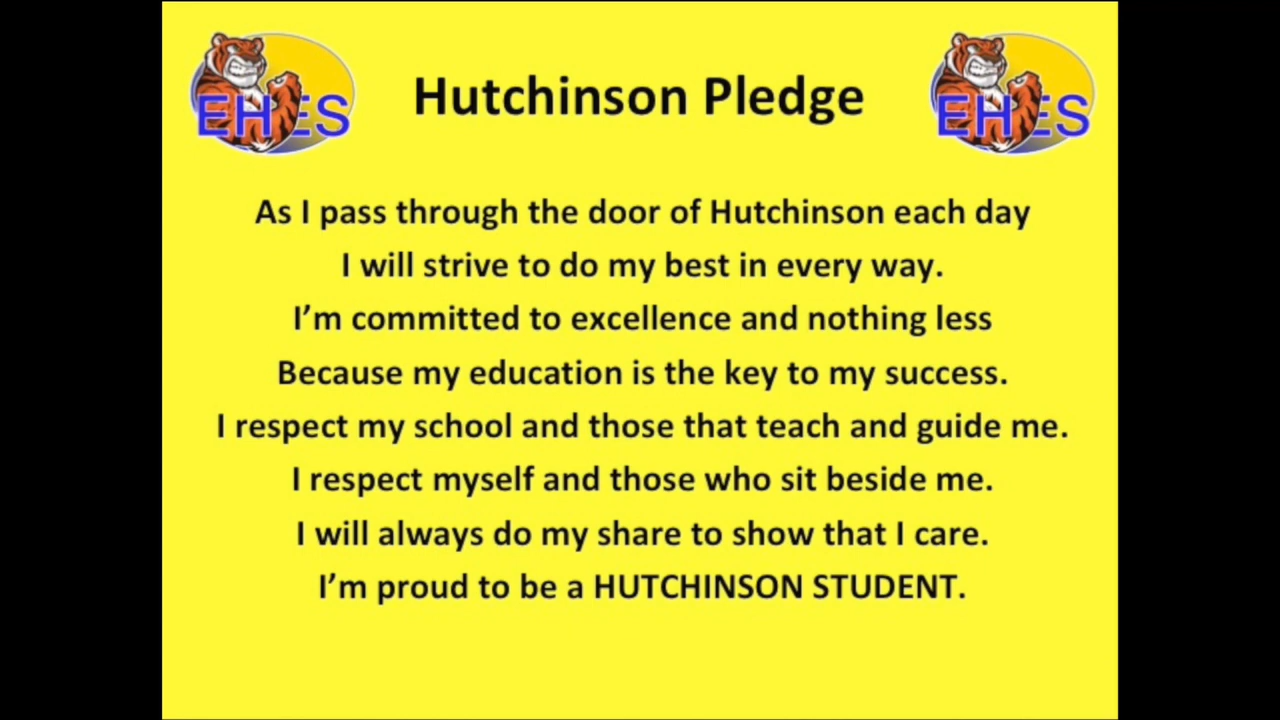 EHES
Hutchinson Pledge
EHES
As I pass through the door of Hutchinson each day
I will strive to do my best in every way.
I’m committed to excellence and nothing less
Because my education is the key to my success.
I respect my school and those that teach and guide me.
I respect myself and those who sit beside me.
I will always do my share to show that I care.
I’m proud to be a HUTCHINSON STUDENT.